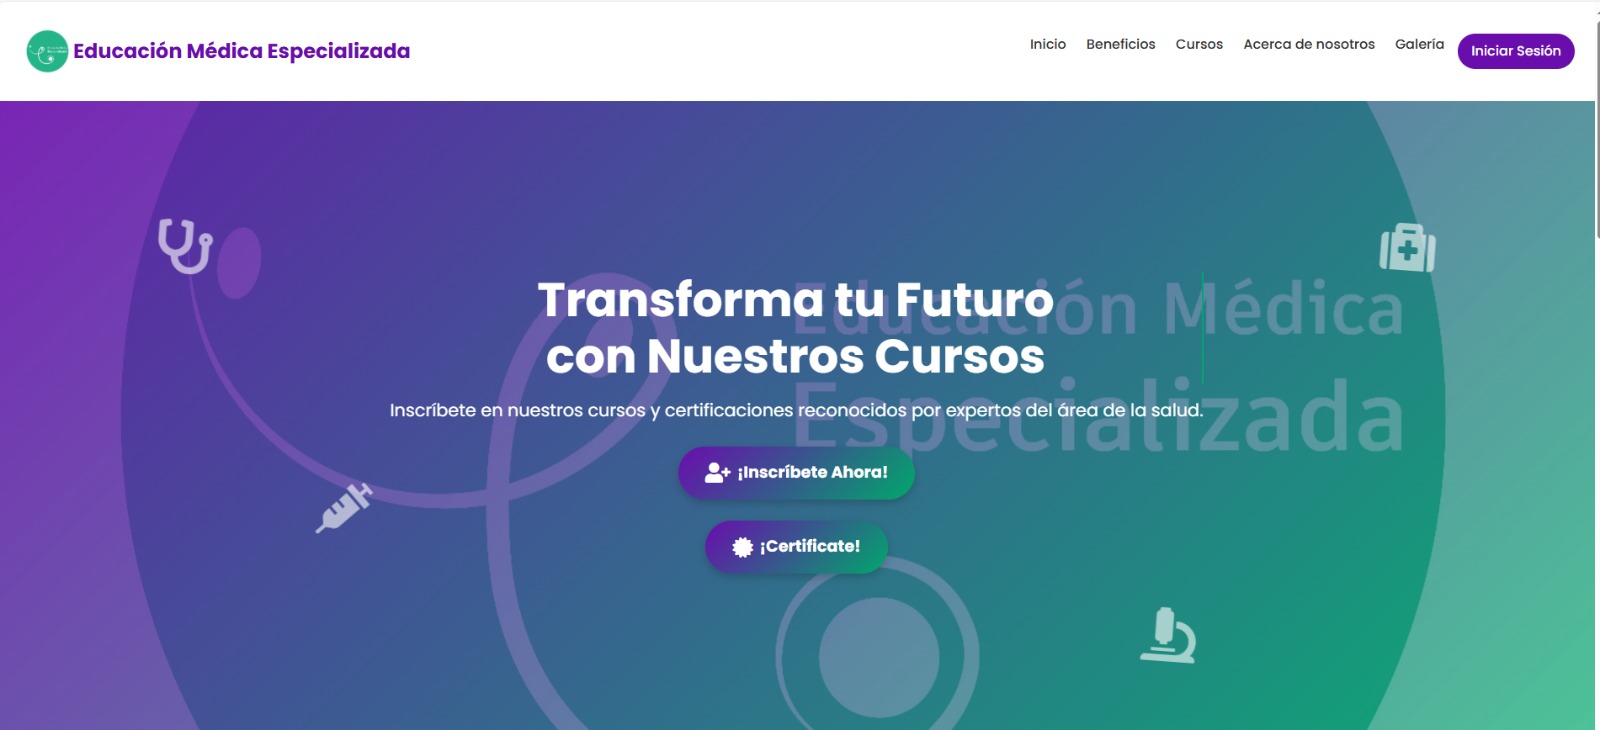 Educación Médica Especializada
Inicio Beneficios Cursos Acerca de nosotros Galería Iniciar Sesión
Transforma tu Futuro
con Nuestros Cursos
Educación Médica
Especializada
Inscríbete en nuestros cursos y certificaciones reconocidos por expertos del área de la salud.
¡Inscríbete Ahora!
¡Certificate!